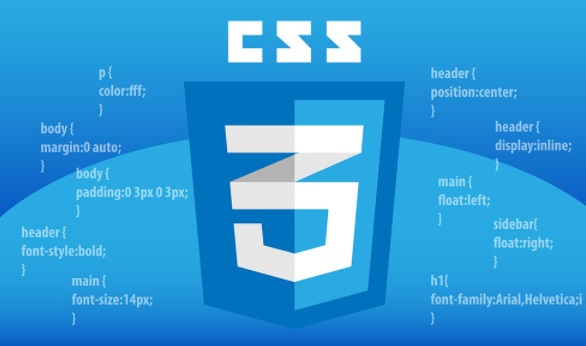 CSS
3
p {
color:fff;
}
body {
margin:0 auto;
}
body {
padding:0 3px 0 3px;
}
header {
font-style:bold;
}
main {
font-size:14px;
}
header {
position:center;
}
header {
display:inline;
}
main {
float:left;
}
sidebar{
float:right;
}
h1{
font-family:Arial,Helvetica;i
}